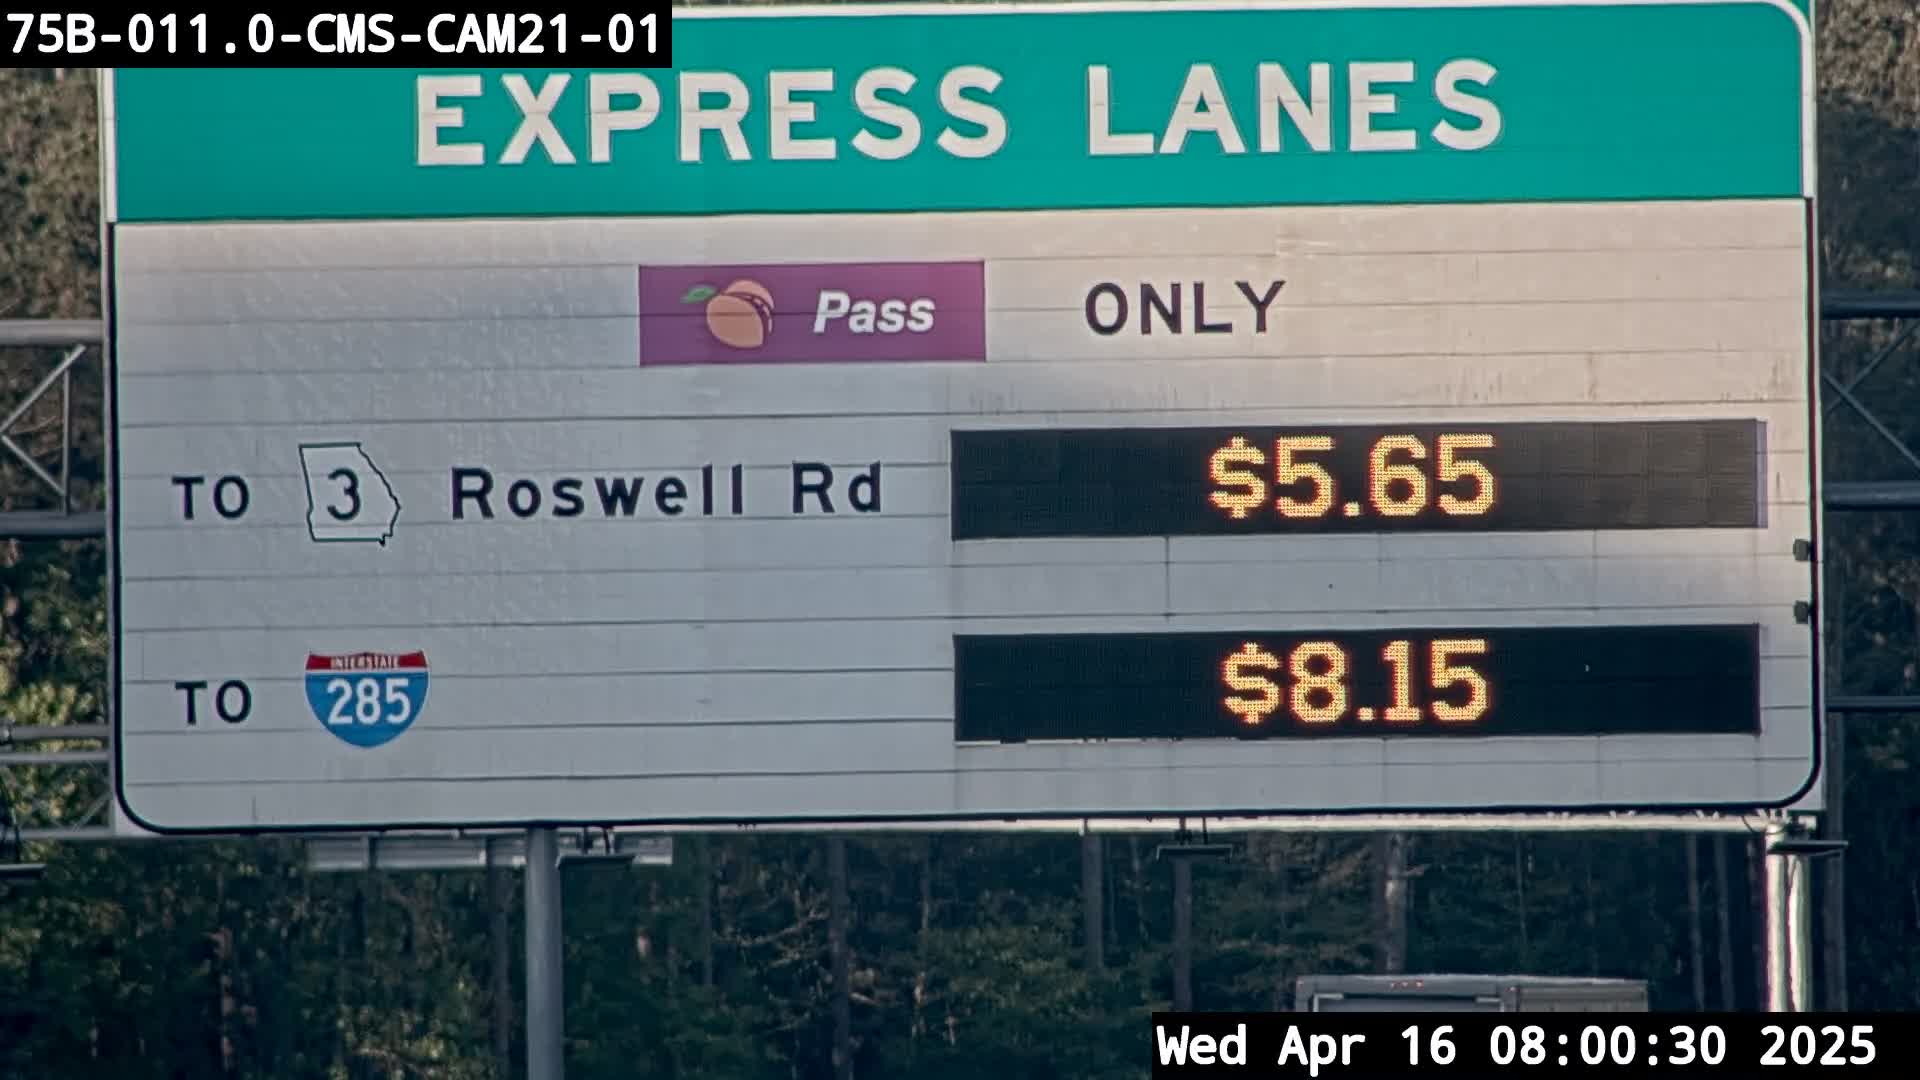 75B-011.0-CMS-CAM21-01
EXPRESS LANES
Pass ONLY
TO 3 Roswell Rd $5.65
TO INTERSTATE 285 $8.15
Wed Apr 16 08:00:30 2025